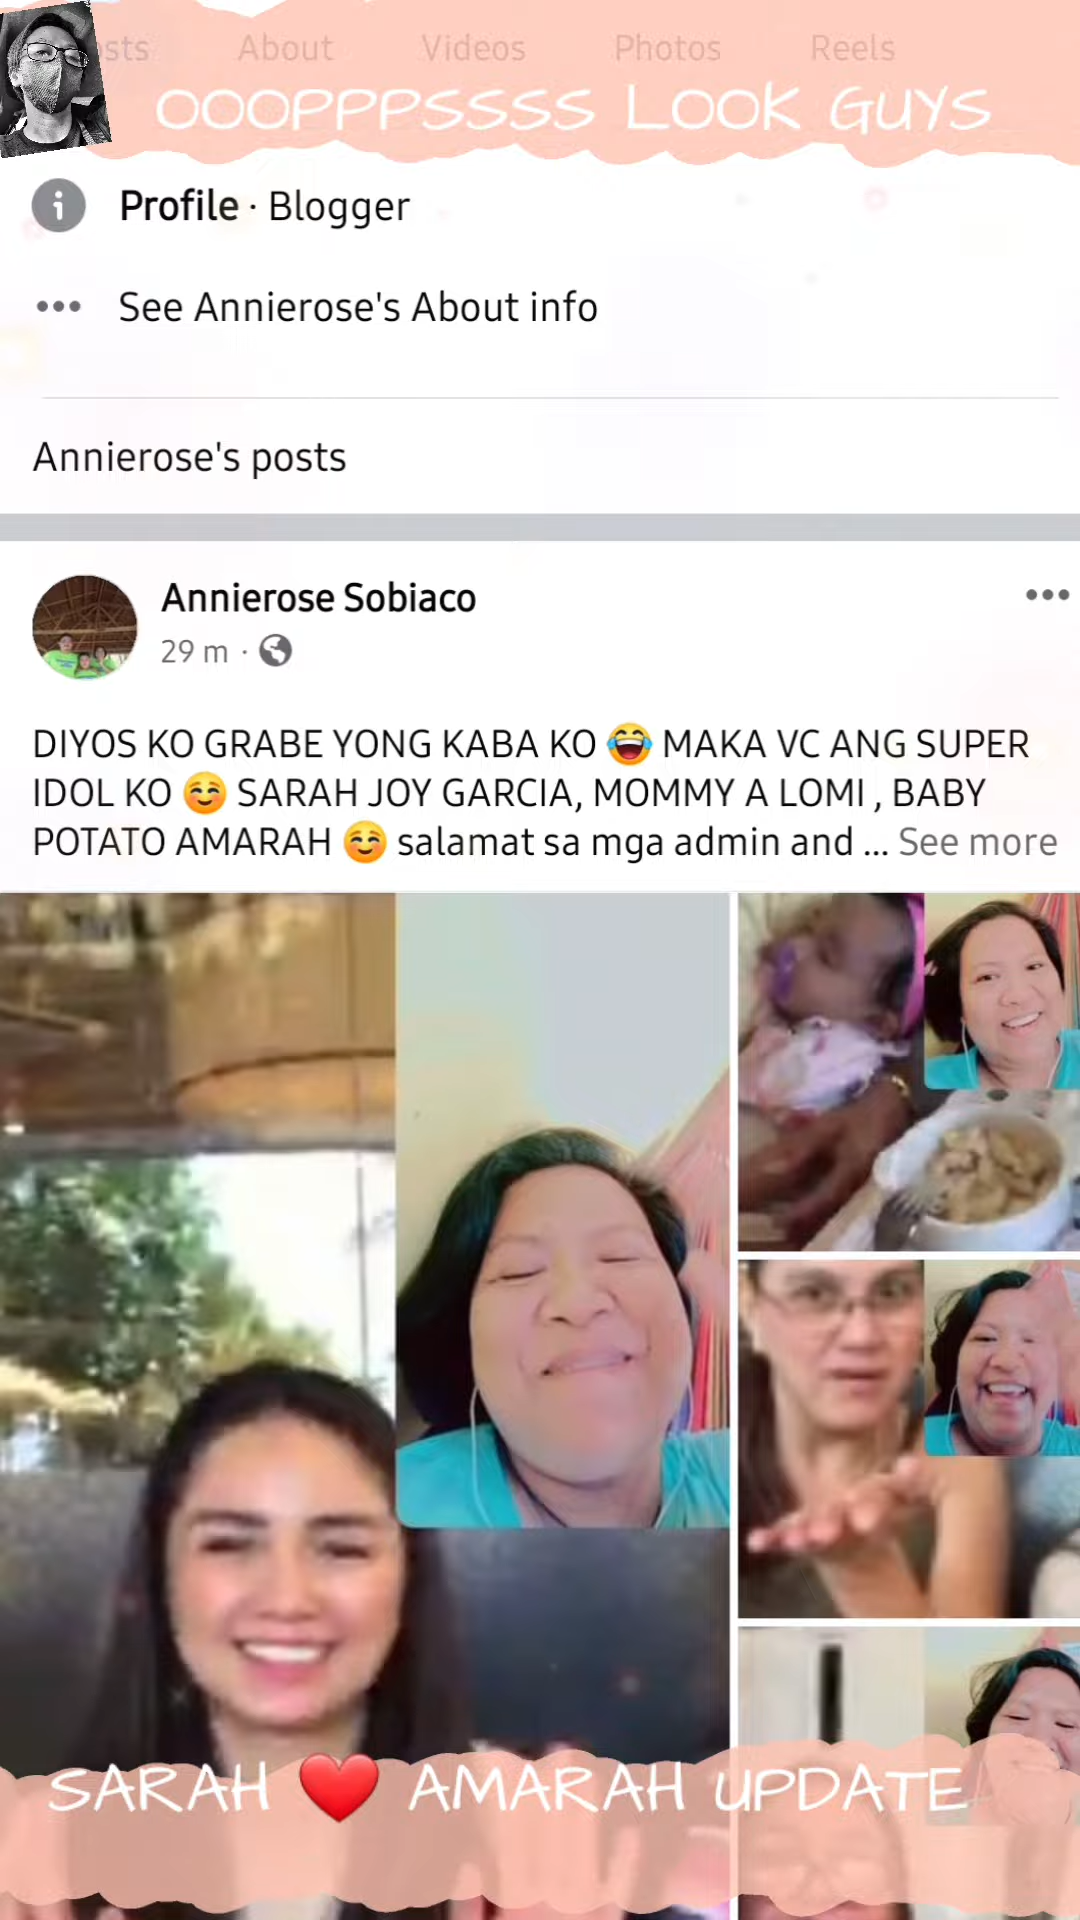 Posts About Videos Photos Reels
OOOPPPSSSS LOOK GUYS
Profile · Blogger
See Annierose's About info
Annierose's posts
Annierose Sobiaco
29 m ·
DIYOS KO GRABE YONG KABA KO 😂 MAKA VC ANG SUPER
IDOL KO ☺️ SARAH JOY GARCIA, MOMMY A LOMI , BABY
POTATO AMARAH ☺️ salamat sa mga admin and ... See more
SARAH ❤️ AMARAH UPDATE